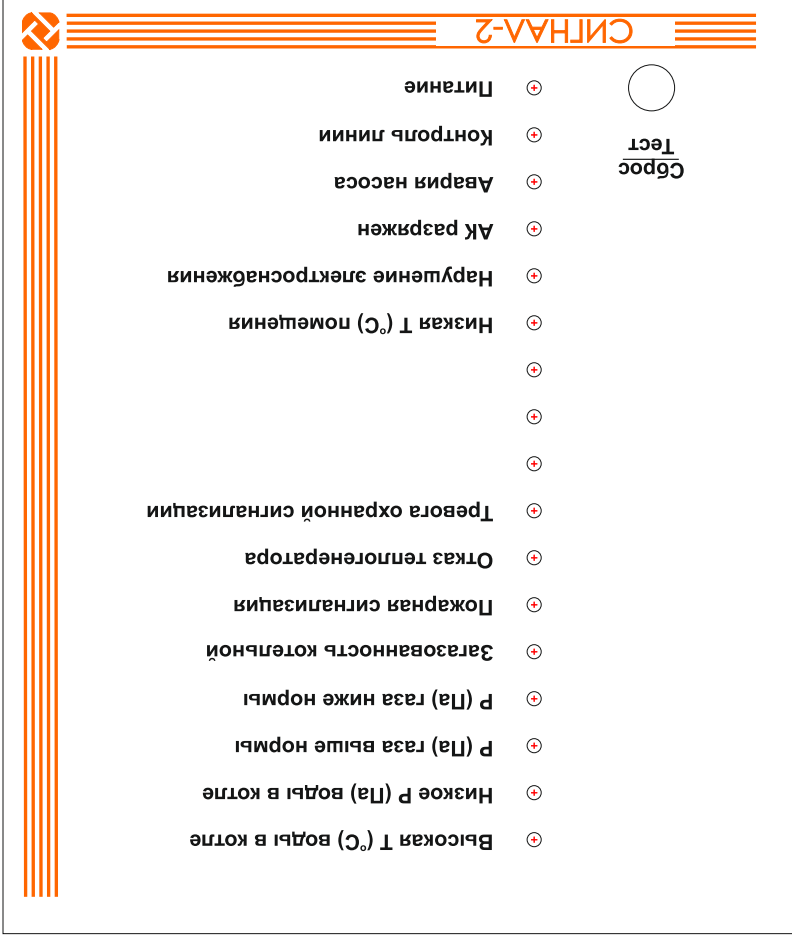 Высокая T (°C) воды в котле
Низкое P (Па) воды в котле
P (Па) газа выше нормы
P (Па) газа ниже нормы
Загазованность котельной
Пожарная сигнализация
Отказ теплогенератора
Тревога охранной сигнализации
Низкая T (°C) помещения
Нарушение электроснабжения
АК разряжен
Авария насоса
Контроль линии
Питание
Сброс
Тест
СИГНАЛ-2